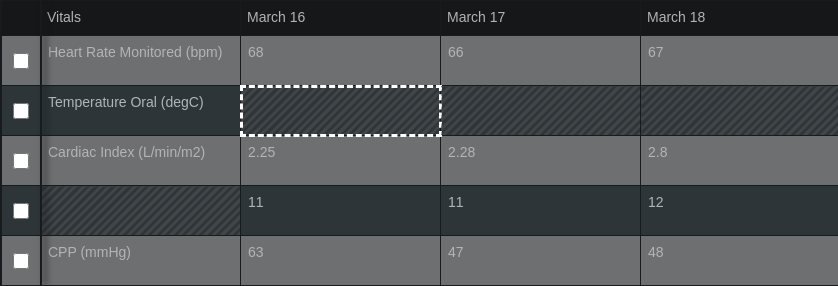 Vitals March 16 March 17 March 18
Heart Rate Monitored (bpm) 68 66 67
Temperature Oral (degC)
Cardiac Index (L/min/m2) 2.25 2.28 2.8
11 11 12
CPP (mmHg) 63 47 48